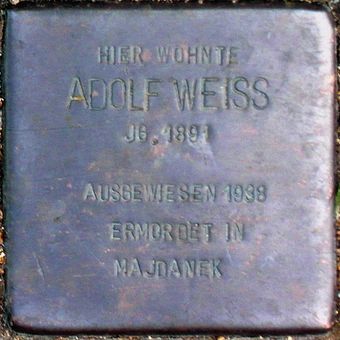 HIER WOHNTE
ADOLF WEISS
JG. 1891
AUSGEWIESEN 1938
ERMORDET IN
MAJDANEK